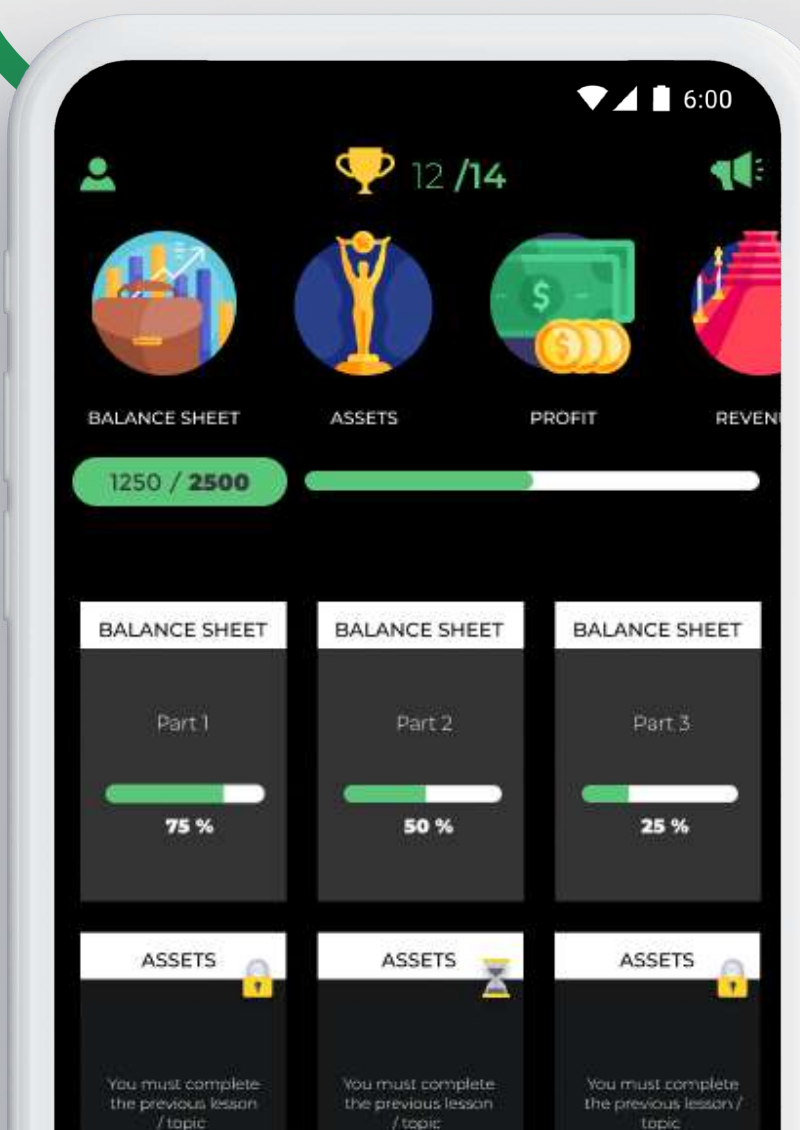 6:00
12 /14
BALANCE SHEET
ASSETS
PROFIT
REVEN
1250 / 2500
BALANCE SHEET
BALANCE SHEET
BALANCE SHEET
Part 1
Part 2
Part 3
75 %
50 %
25 %
ASSETS
ASSETS
ASSETS
You must complete
the previous lesson
/ topic
You must complete
the previous lesson
/ topic
You must complete
the previous lesson /
topic